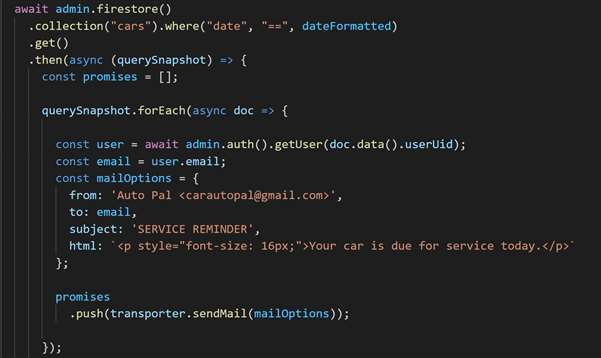 await admin.firestore()
.collection("cars").where("date", "==", dateFormatted)
.get()
.then(async (querySnapshot) => {
const promises = [];
querySnapshot.forEach(async doc => {
const user = await admin.auth().getUser(doc.data().userUid);
const email = user.email;
const mailOptions = {
from: 'Auto Pal <carautopal@gmail.com>',
to: email,
subject: 'SERVICE REMINDER',
html: `<p style="font-size: 16px;">Your car is due for service today.</p>`
};
promises
.push(transporter.sendMail(mailOptions));
});